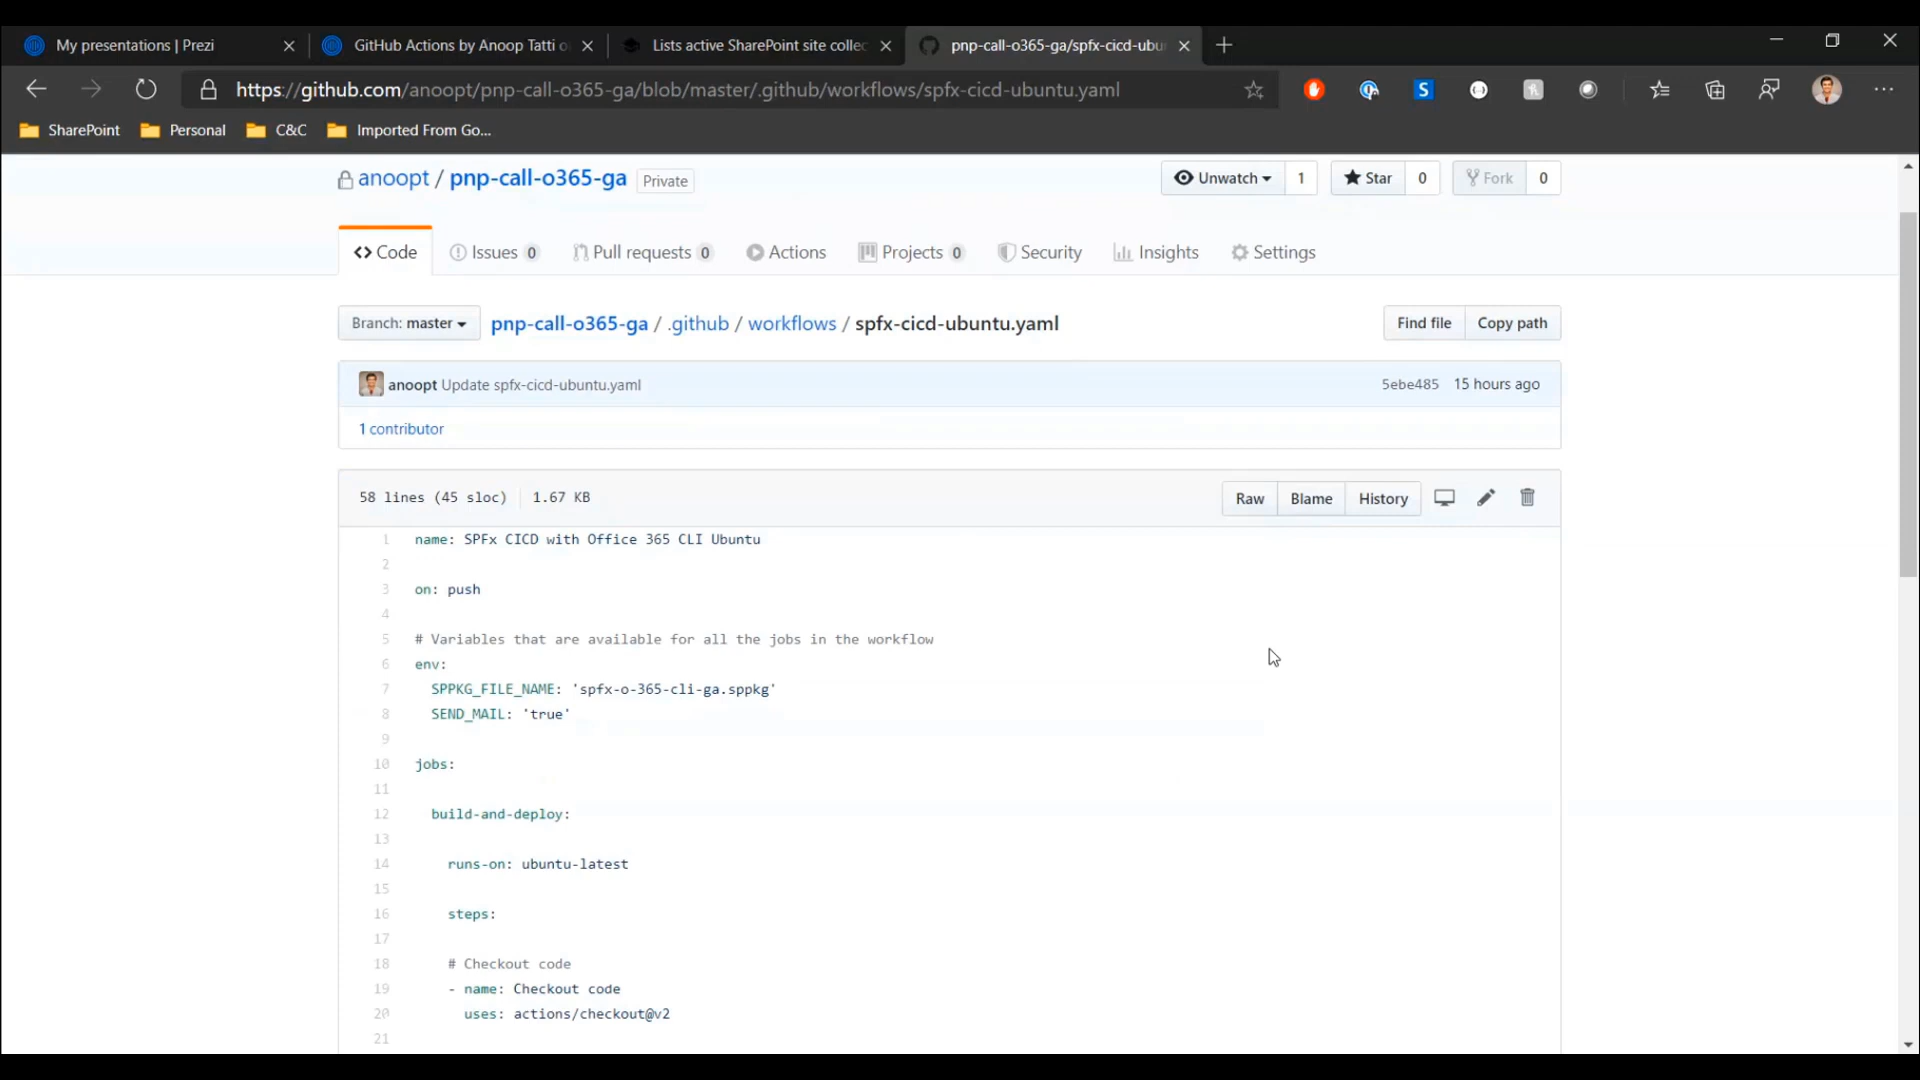 My presentations | Prezi
GitHub Actions by Anoop Tatti o
Lists active SharePoint site collec
pnp-call-o365-ga/spfx-cicd-ubu
https://github.com/anoopt/pnp-call-o365-ga/blob/master/.github/workflows/spfx-cicd-ubuntu.yaml
SharePoint Personal C&C Imported From Go...
anoopt / pnp-call-o365-ga Private
Unwatch 1 Star 0 Fork 0
Code Issues 0 Pull requests 0 Actions Projects 0 Security Insights Settings
Branch: master pnp-call-o365-ga / .github / workflows / spfx-cicd-ubuntu.yaml Find file Copy path
anoopt Update spfx-cicd-ubuntu.yaml 5ebe485 15 hours ago
1 contributor
58 lines (45 sloc) 1.67 KB Raw Blame History
1 name: SPFx CICD with Office 365 CLI Ubuntu
2
3 on: push
4
5 # Variables that are available for all the jobs in the workflow
6 env:
7 SPPKG_FILE_NAME: 'spfx-o-365-cli-ga.sppkg'
8 SEND_MAIL: 'true'
9
10 jobs:
11
12 build-and-deploy:
13
14 runs-on: ubuntu-latest
15
16 steps:
17
18 # Checkout code
19 - name: Checkout code
20 uses: actions/checkout@v2
21